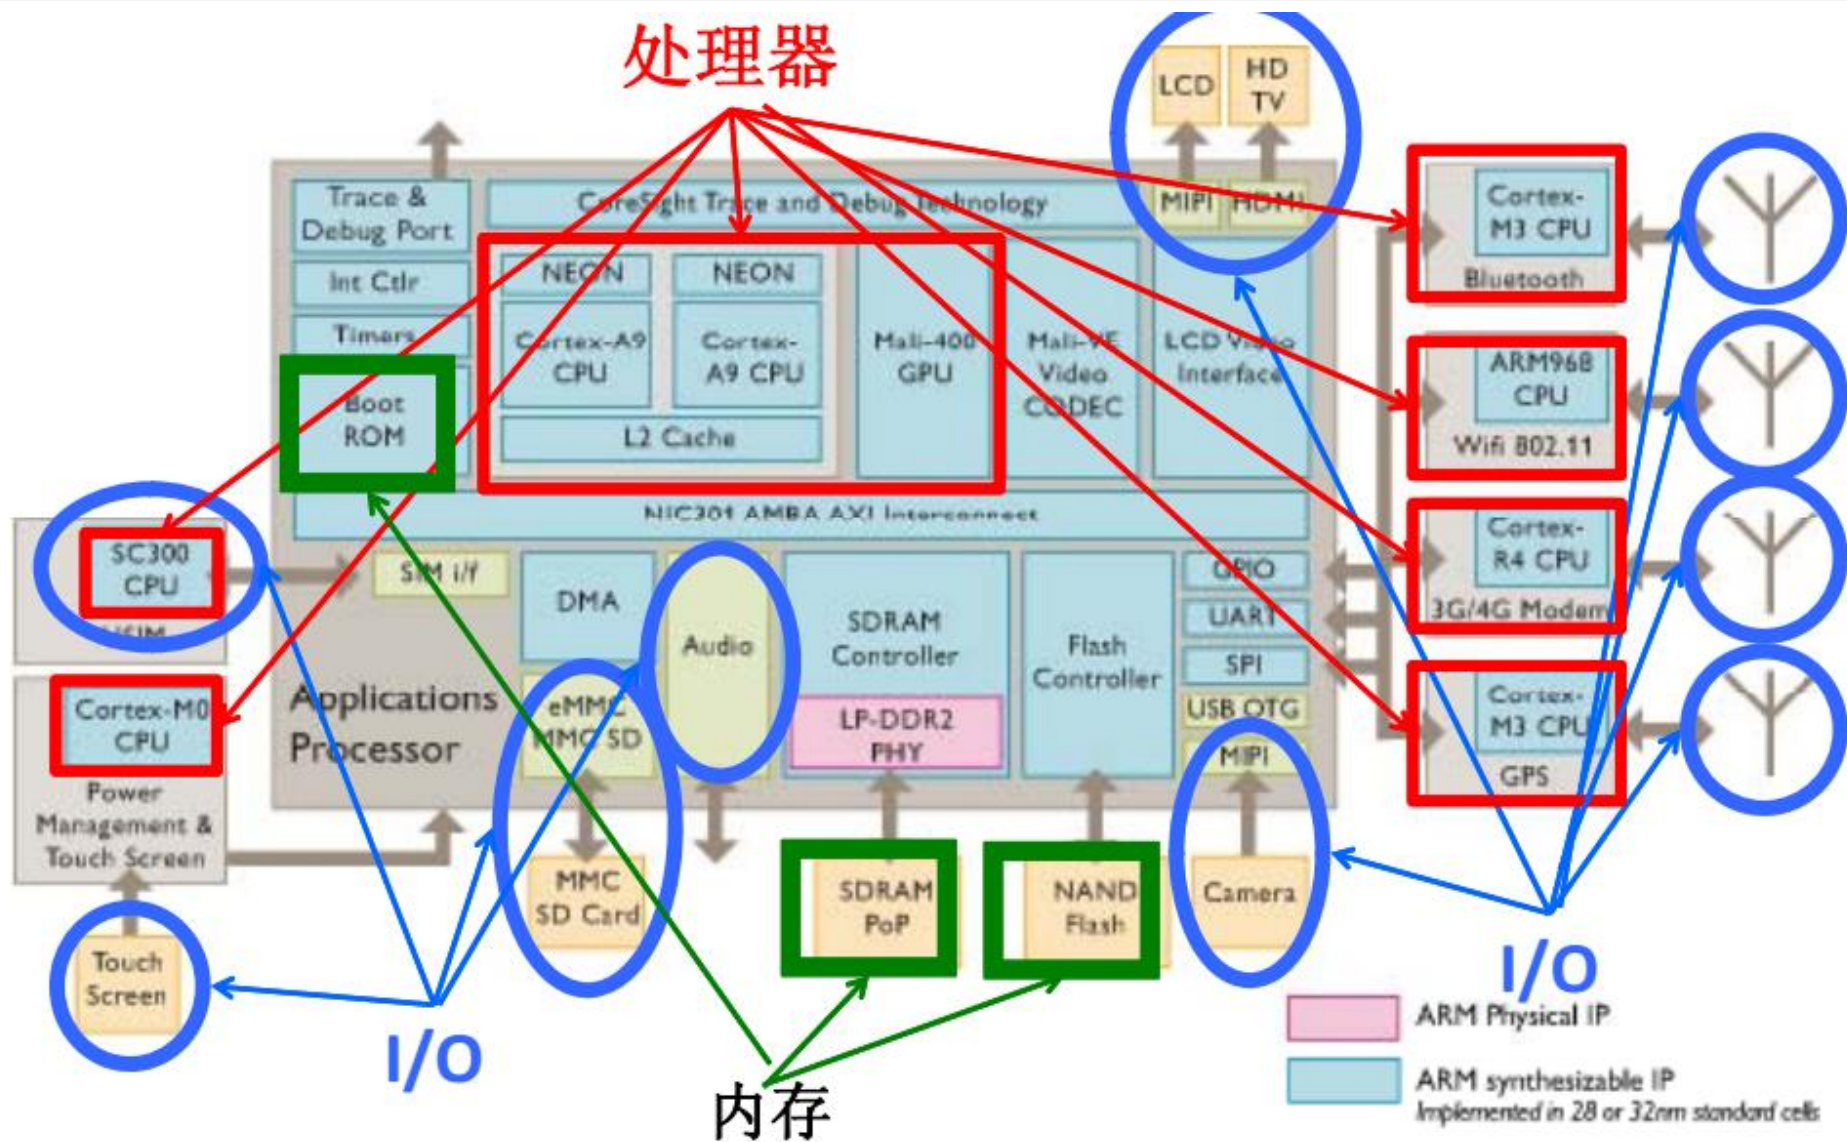 处理器
LCD
HD
TV
Trace &
Debug Port
CoreSight Trace and Debug Technology
MIPI
HDMI
Cortex-
M3 CPU
Bluetooth
Int Ctlr
NEON
NEON
Timers
Cortex-A9
CPU
Cortex-
A9 CPU
Mali-400
GPU
Mali-VE
Video
CODEC
LCD Video
Interface
ARM968
CPU
Wifi 802.11
Boot
ROM
L2 Cache
NIC301 AMBA AXI Interconnect
Cortex-
R4 CPU
3G/4G Modem
SC300
CPU
USIM
SIM i/f
DMA
Audio
SDRAM
Controller
Flash
Controller
GPIO
UART
SPI
USB OTG
MIPI
Cortex-M0
CPU
Power
Management &
Touch Screen
Applications
Processor
eMMC
MMC SD
LP-DDR2
PHY
Cortex-
M3 CPU
GPS
MMC
SD Card
SDRAM
PoP
NAND
Flash
Camera
Touch
Screen
I/O
I/O
内存
ARM Physical IP
ARM synthesizable IP
Implemented in 28 or 32nm standard cells